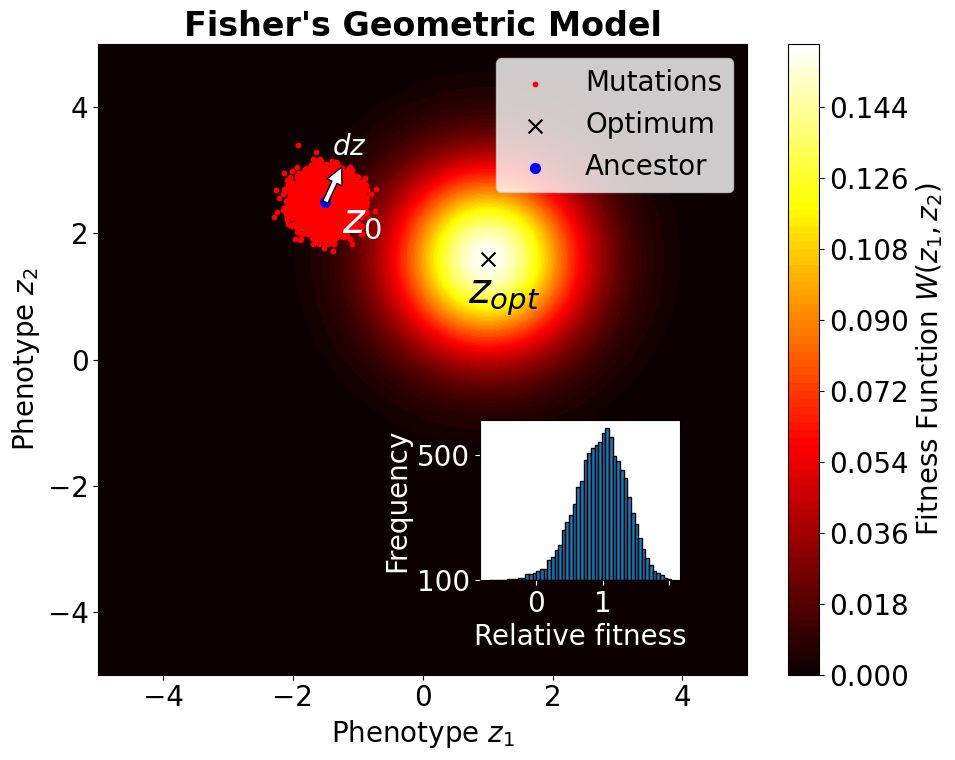 Fisher's Geometric Model
Mutations
Optimum
Ancestor
dz
z0
zopt
4
2
0
−2
−4
Phenotype z2
−4
−2
0
2
4
Phenotype z1
500
100
Frequency
0
1
Relative fitness
0.144
0.126
0.108
0.090
0.072
0.054
0.036
0.018
0.000
Fitness Function W(z1, z2)